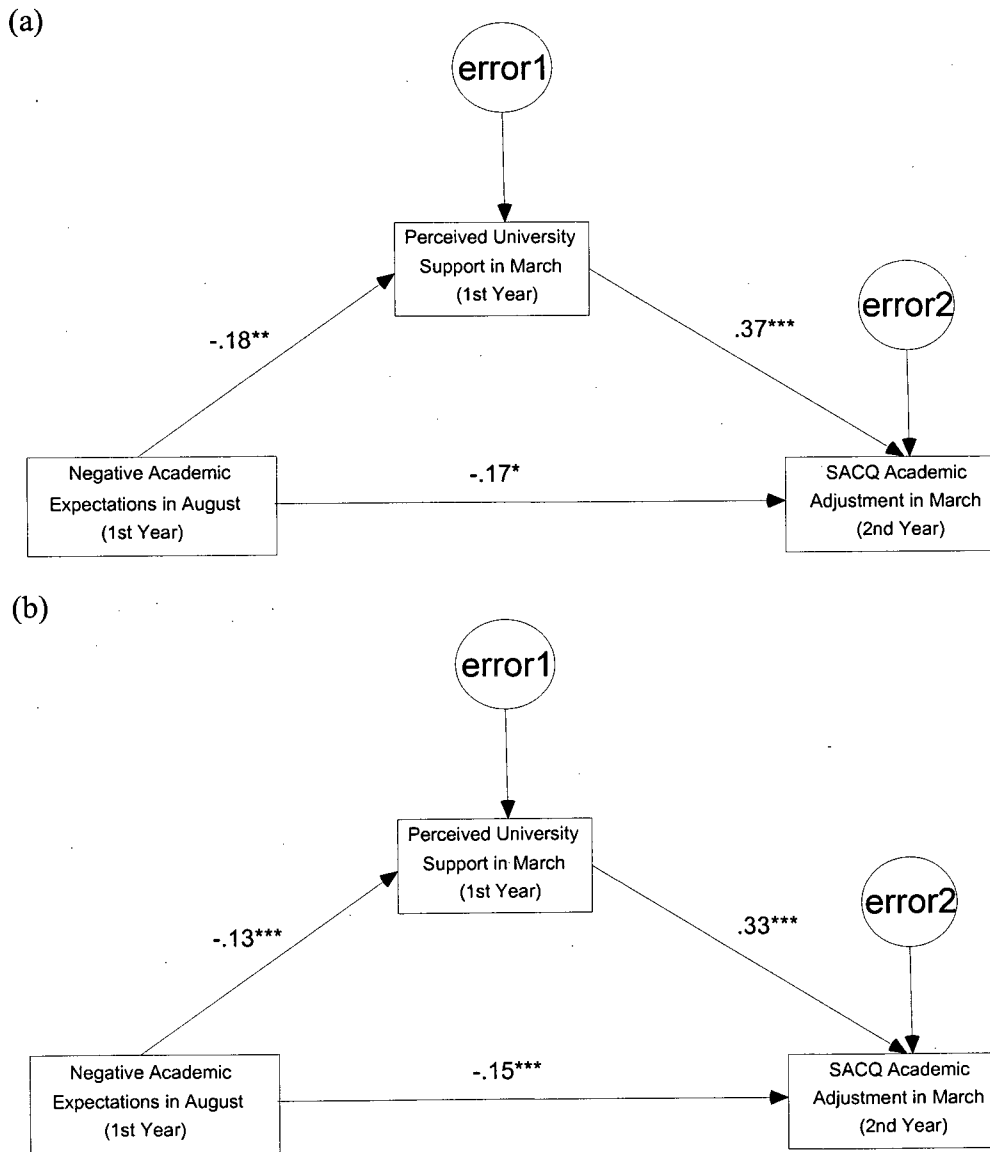 (a)
error1
Perceived University
Support in March
(1st Year)
error2
-.18**
.37***
Negative Academic
Expectations in August
(1st Year)
-.17*
SACQ Academic
Adjustment in March
(2nd Year)
(b)
error1
Perceived University
Support in March
(1st Year)
error2
-.13***
.33***
Negative Academic
Expectations in August
(1st Year)
-.15***
SACQ Academic
Adjustment in March
(2nd Year)